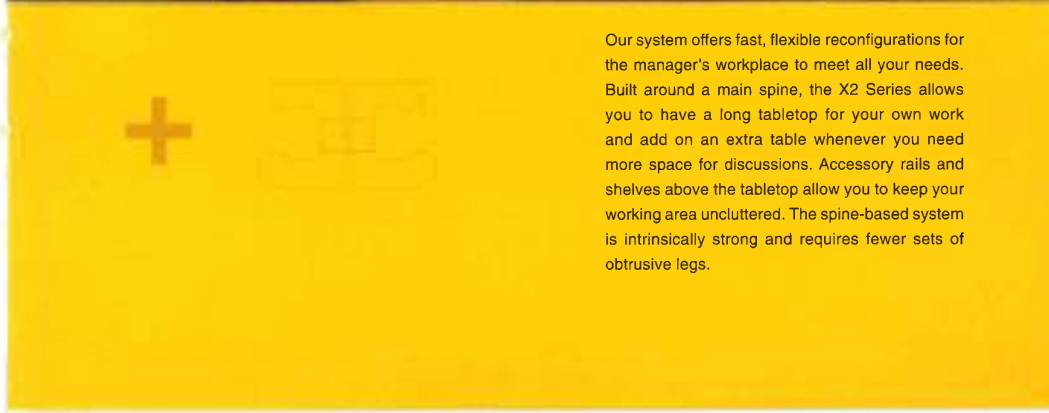 Our system offers fast, flexible reconfigurations for
the manager's workplace to meet all your needs.
Built around a main spine, the X2 Series allows
you to have a long tabletop for your own work
and add on an extra table whenever you need
more space for discussions. Accessory rails and
shelves above the tabletop allow you to keep your
working area uncluttered. The spine-based system
is intrinsically strong and requires fewer sets of
obtrusive legs.